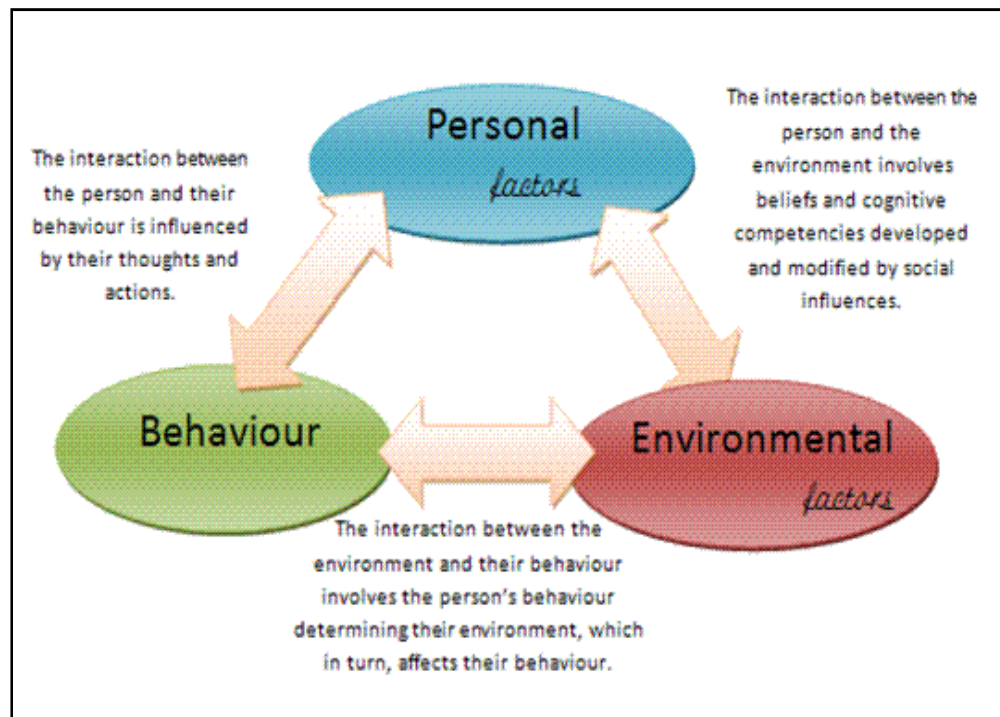 Personal
factors
The interaction between
the person and their
behaviour is influenced
by their thoughts and
actions.
The interaction between the
person and the
environment involves
beliefs and cognitive
competencies developed
and modified by social
influences.
Behaviour
Environmental
factors
The interaction between the
environment and their behaviour
involves the person's behaviour
determining their environment, which
in turn, affects their behaviour.